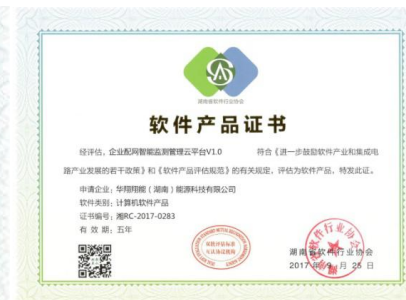 湖南省软件行业协会
软件产品证书
经评估，企业配网智能监测管理云平台V1.0 符合《进一步鼓励软件产业和集成电
路产业发展的若干政策》和《软件产品评估规范》的有关规定，评估为软件产品，特发此证。
申请企业：华翔翔能（湖南）能源科技有限公司
软件类别：计算机软件产品
证书编号：湘RC-2017-0283
有 效 期：五年
湖南省软件行业协会
2017 年 9 月 25 日